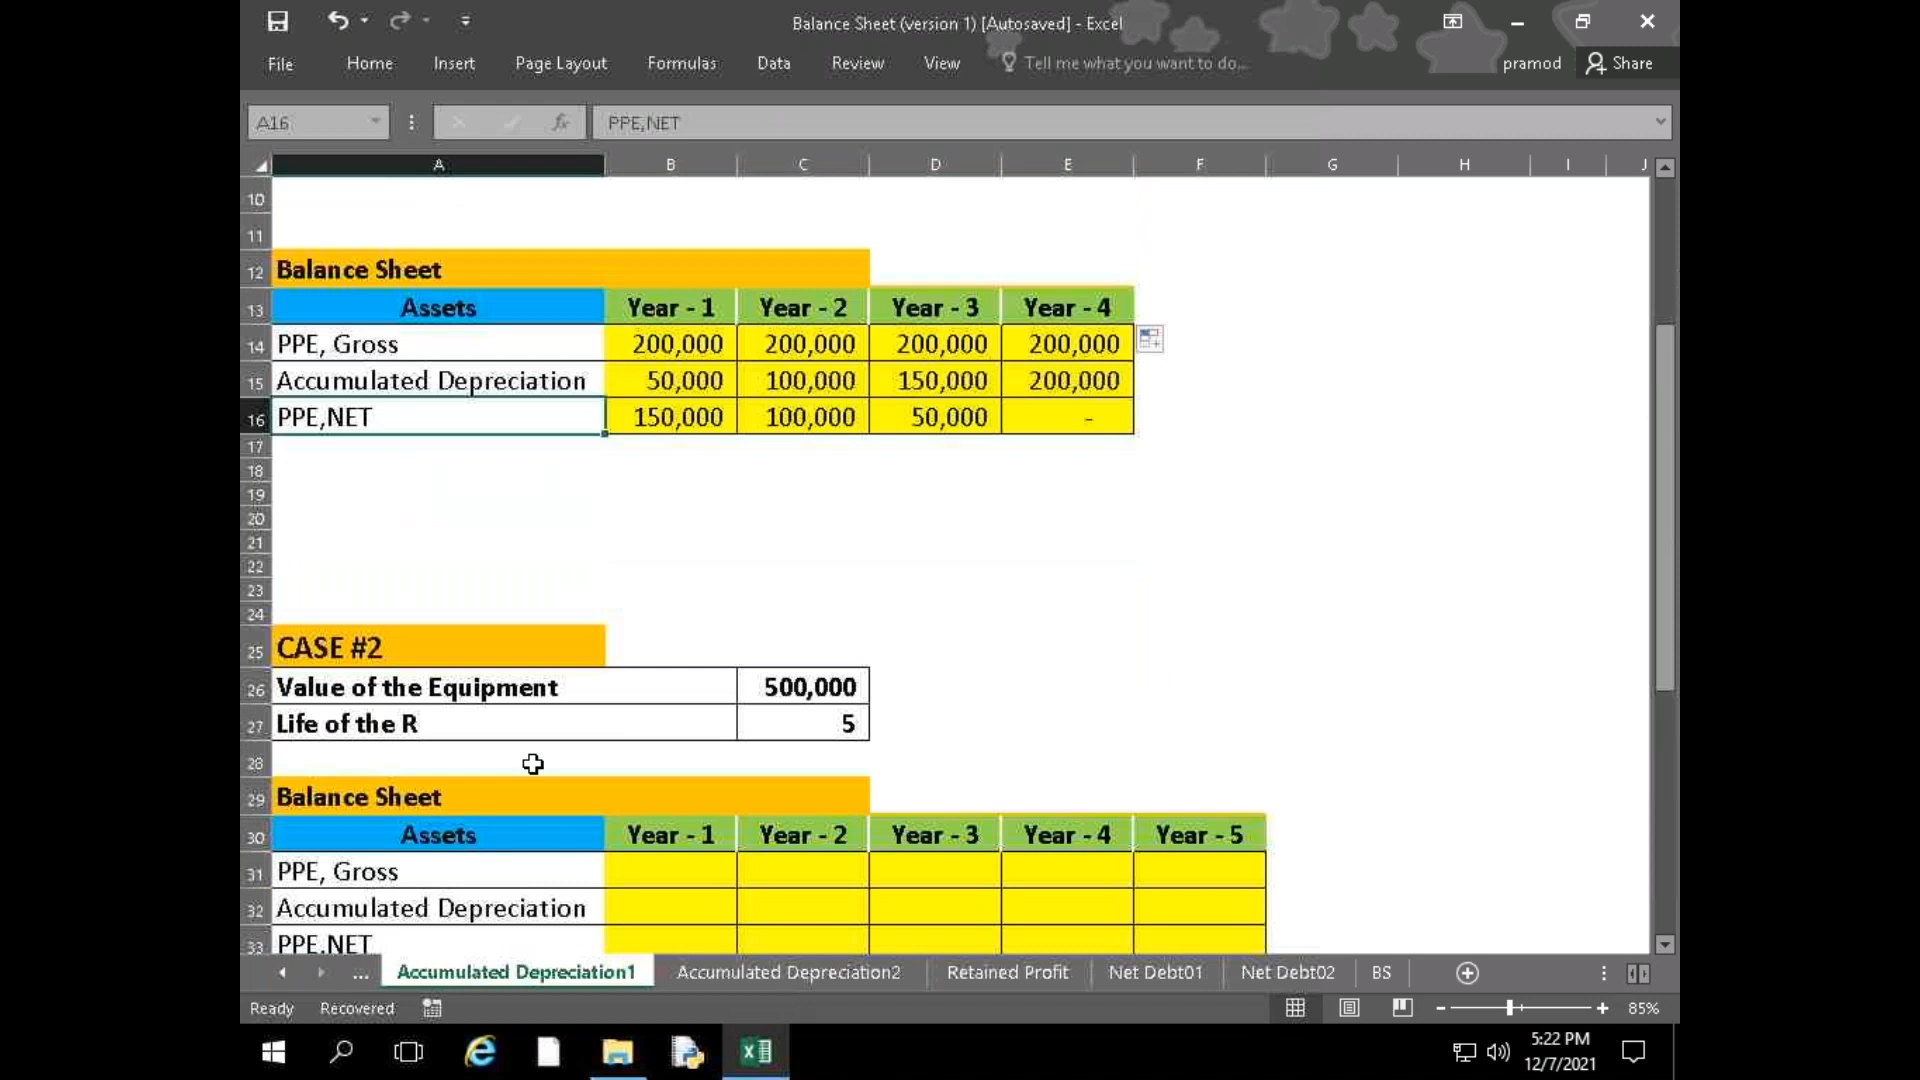 Balance Sheet (version 1) [Autosaved] - Excel
File Home Insert Page Layout Formulas Data Review View Tell me what you want to do... pramod Share
A16 fx PPE,NET
A B C D E F G H I J
10
11
12 Balance Sheet
13 Assets Year - 1 Year - 2 Year - 3 Year - 4
14 PPE, Gross 200,000 200,000 200,000 200,000
15 Accumulated Depreciation 50,000 100,000 150,000 200,000
16 PPE,NET 150,000 100,000 50,000 -
17
18
19
20
21
22
23
24
25 CASE #2
26 Value of the Equipment 500,000
27 Life of the R 5
28
29 Balance Sheet
30 Assets Year - 1 Year - 2 Year - 3 Year - 4 Year - 5
31 PPE, Gross
32 Accumulated Depreciation
33 PPE,NET
... Accumulated Depreciation1 Accumulated Depreciation2 Retained Profit Net Debt01 Net Debt02 BS
Ready Recovered 85%
5:22 PM
12/7/2021